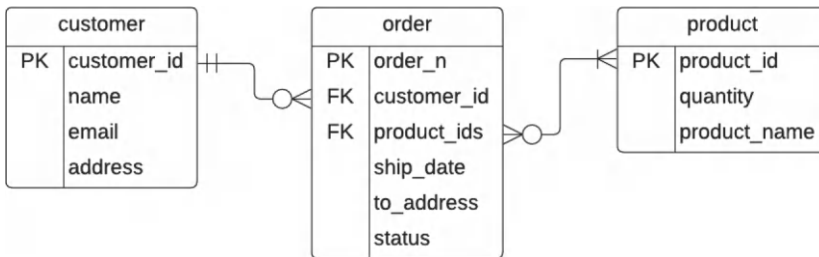 customer
PK customer_id
name
email
address
order
PK order_n
FK customer_id
FK product_ids
ship_date
to_address
status
product
PK product_id
quantity
product_name